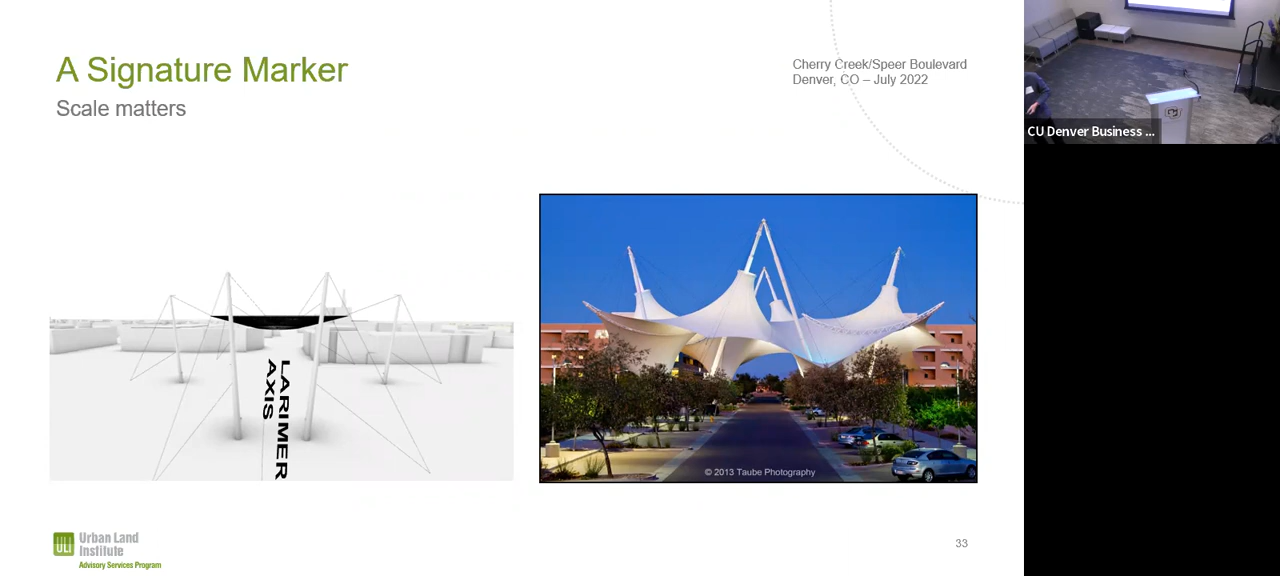 A Signature Marker
Scale matters
Cherry Creek/Speer Boulevard
Denver, CO – July 2022
CU Denver Business ...
LARIMER
AXIS
© 2013 Taube Photography
ULI
Urban Land
Institute
Advisory Services Program
33